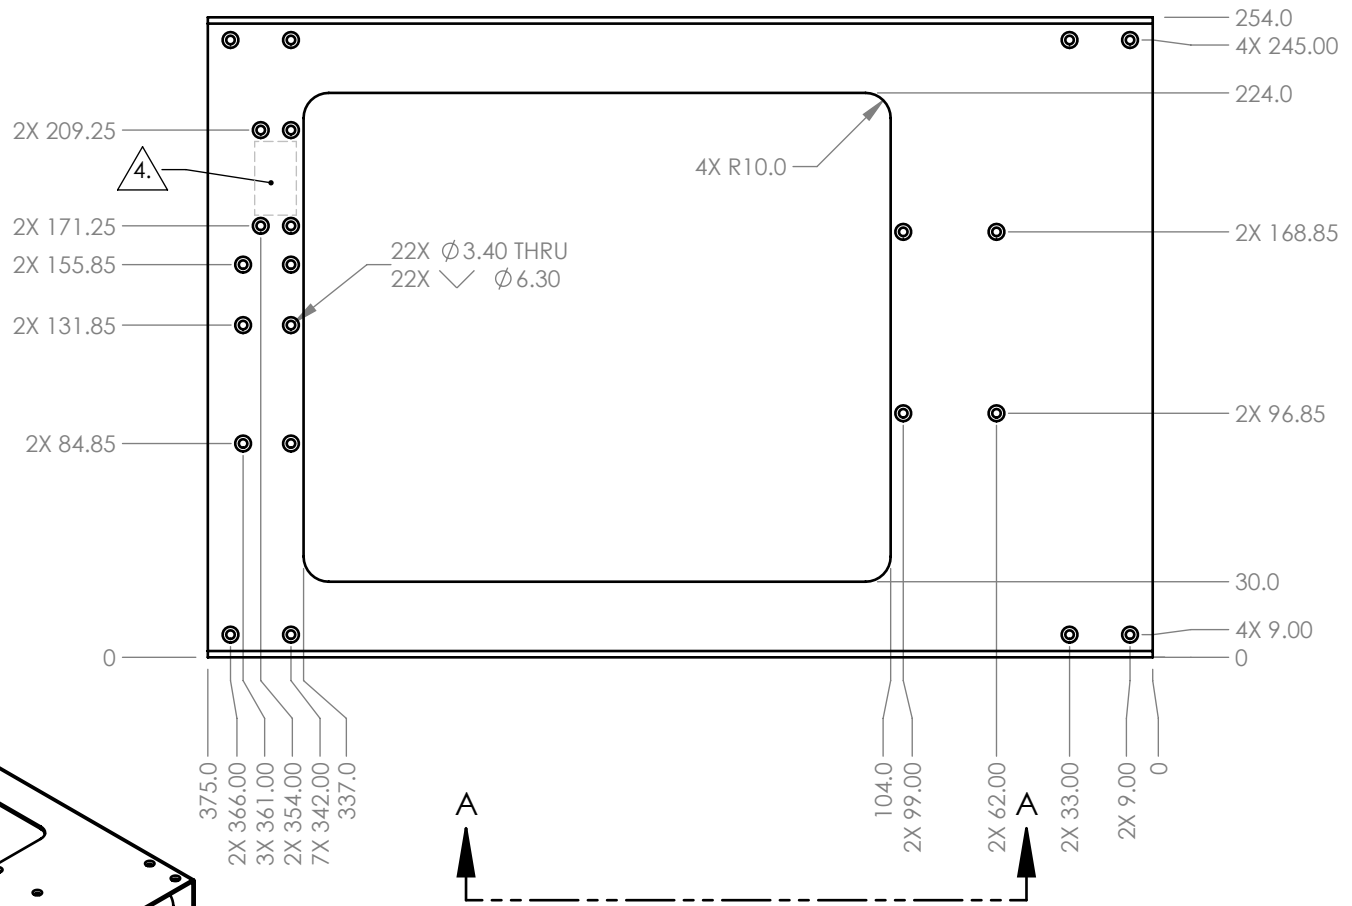 254.0
4X 245.00
224.0
2X 209.25
4.
4X R10.0
2X 171.25
2X 168.85
22X ∅3.40 THRU
22X ⌵ ∅6.30
2X 155.85
2X 131.85
2X 96.85
2X 84.85
30.0
4X 9.00
0
0
375.0
2X 366.00
3X 361.00
2X 354.00
7X 342.00
337.0
104.0
2X 99.00
2X 62.00
2X 33.00
2X 9.00
0
A
A